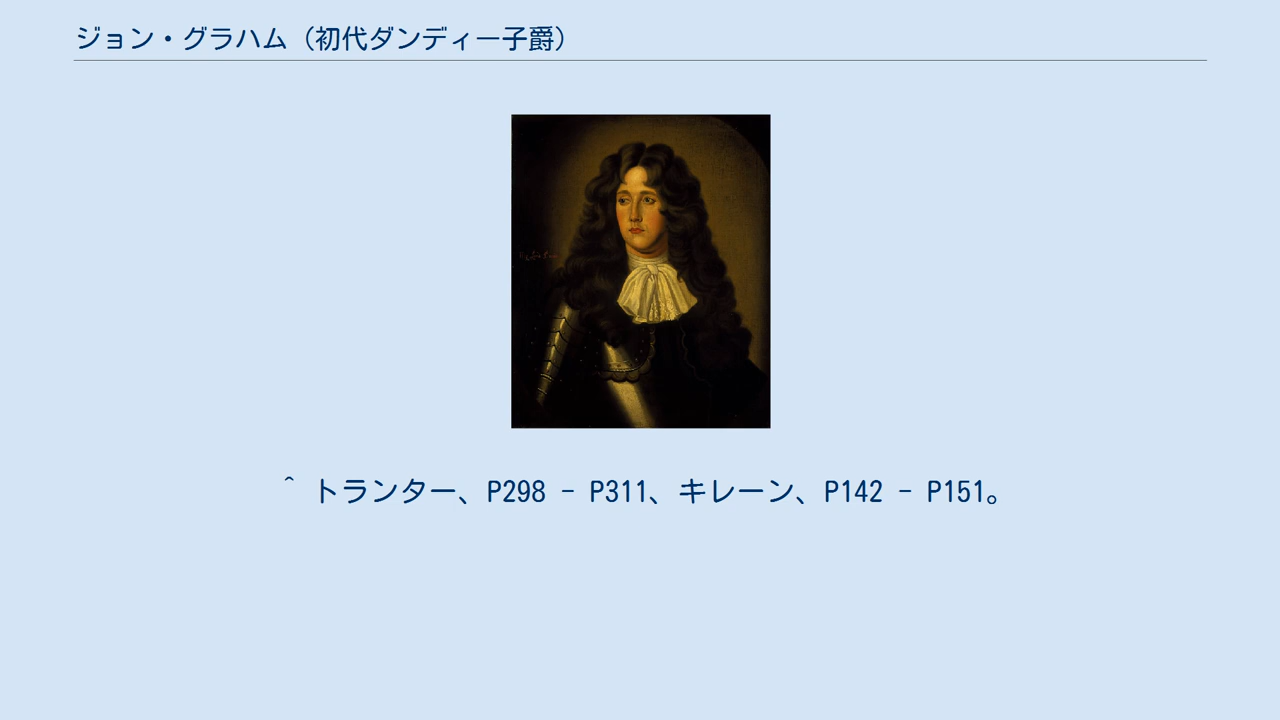 ジョン・グラハム（初代ダンディー子爵）
^ トランター、P298 - P311、キレーン、P142 - P151。